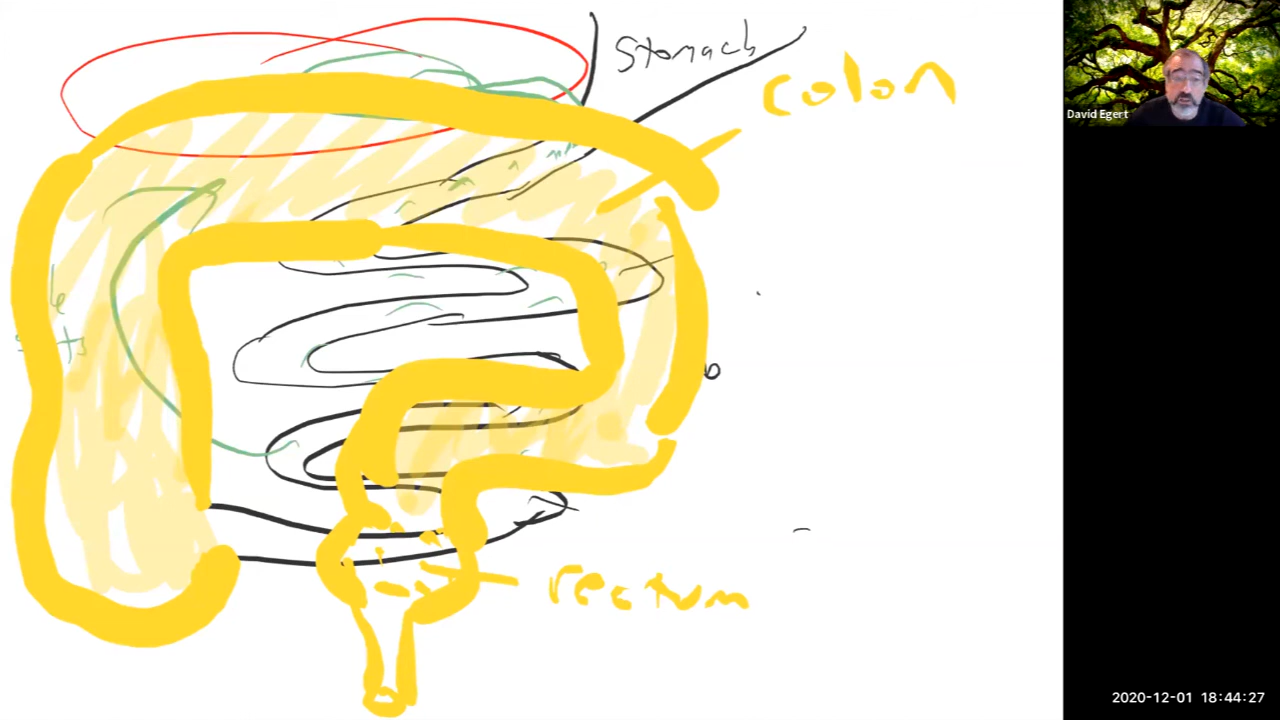 Stomach
colon
David Egert
rectum
2020-12-01 18:44:27